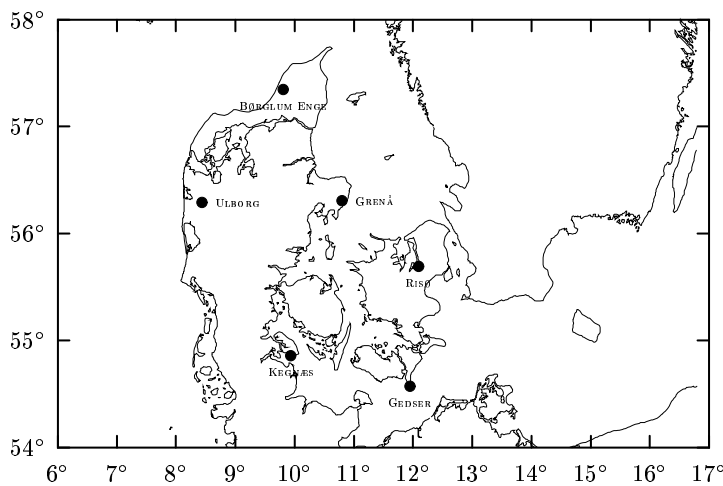 58°
Børglum Enge
57°
Ulborg
Grenå
56°
Risø
55°
Kegnæs
Gedser
54°
6° 7° 8° 9° 10° 11° 12° 13° 14° 15° 16° 17°